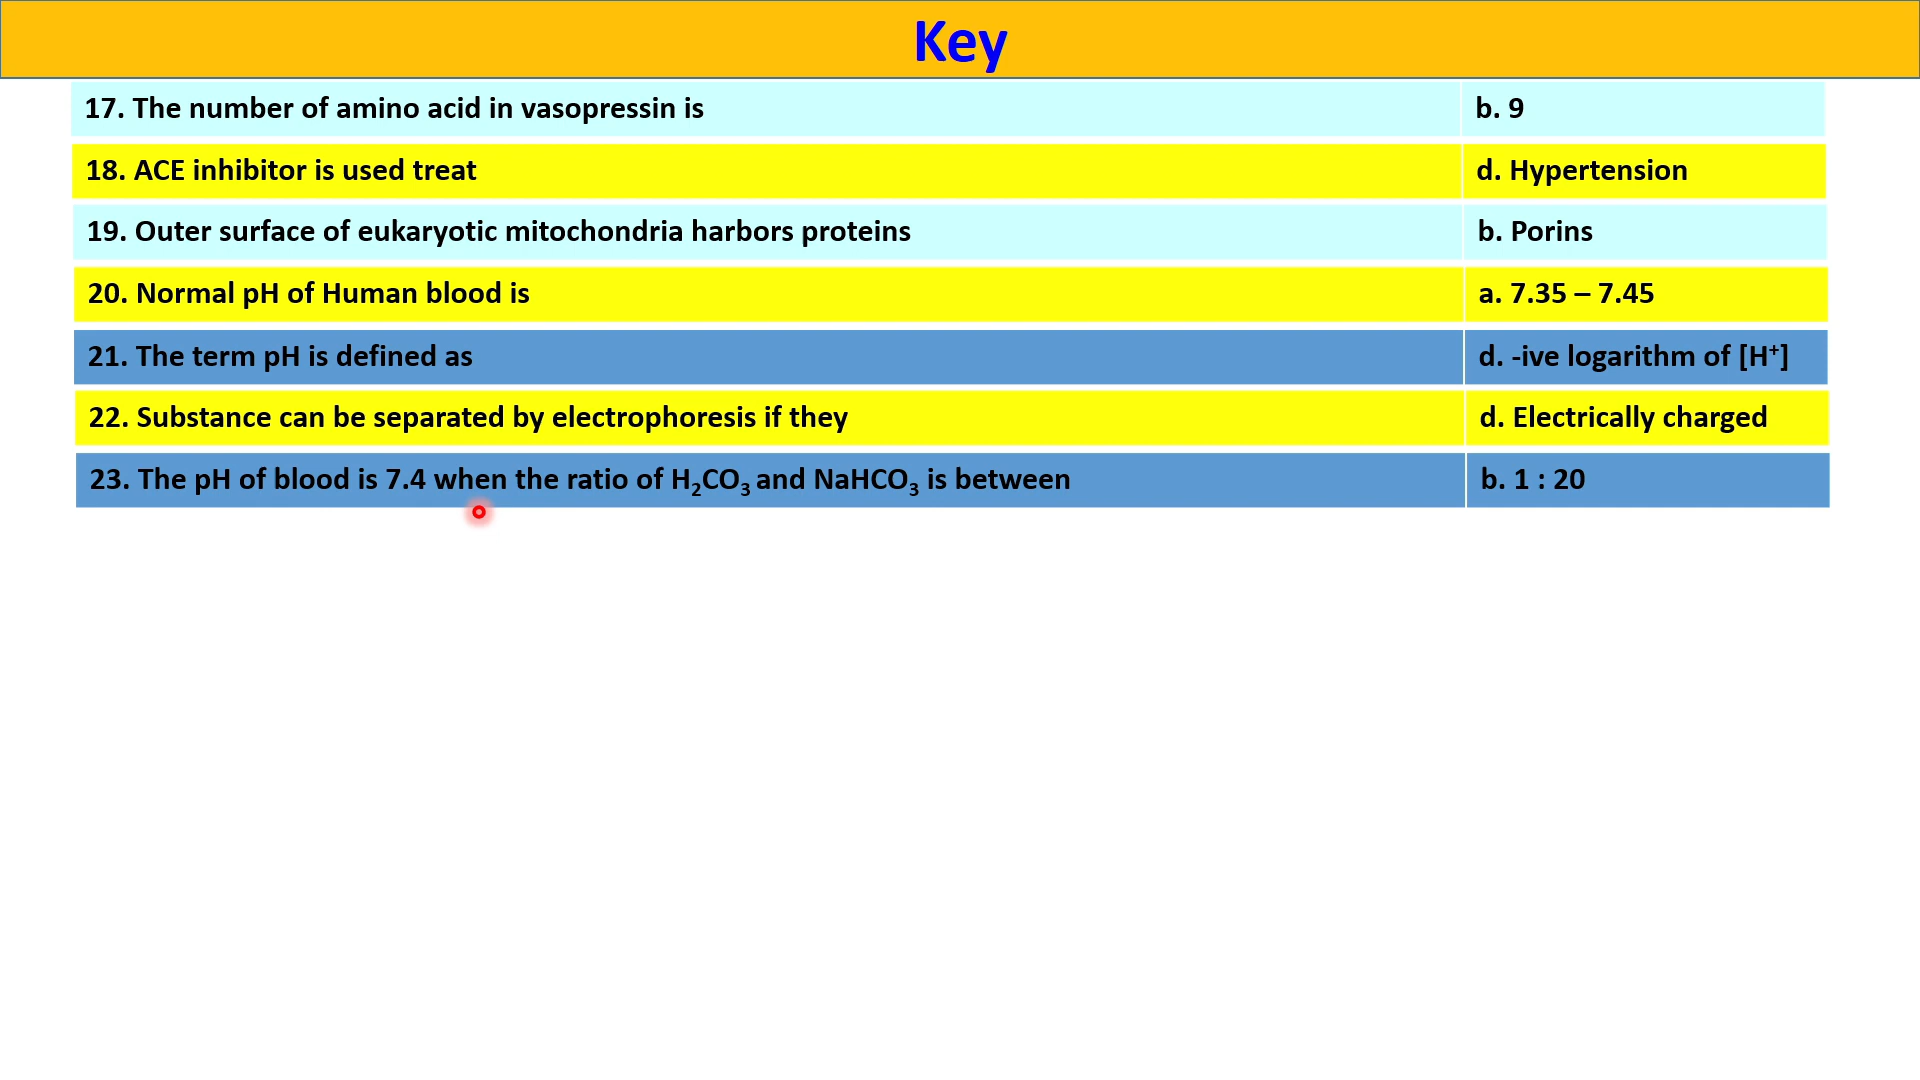 Key
17. The number of amino acid in vasopressin is b. 9
18. ACE inhibitor is used treat d. Hypertension
19. Outer surface of eukaryotic mitochondria harbors proteins b. Porins
20. Normal pH of Human blood is a. 7.35 – 7.45
21. The term pH is defined as d. -ive logarithm of [H⁺]
22. Substance can be separated by electrophoresis if they d. Electrically charged
23. The pH of blood is 7.4 when the ratio of H₂CO₃ and NaHCO₃ is between b. 1 : 20